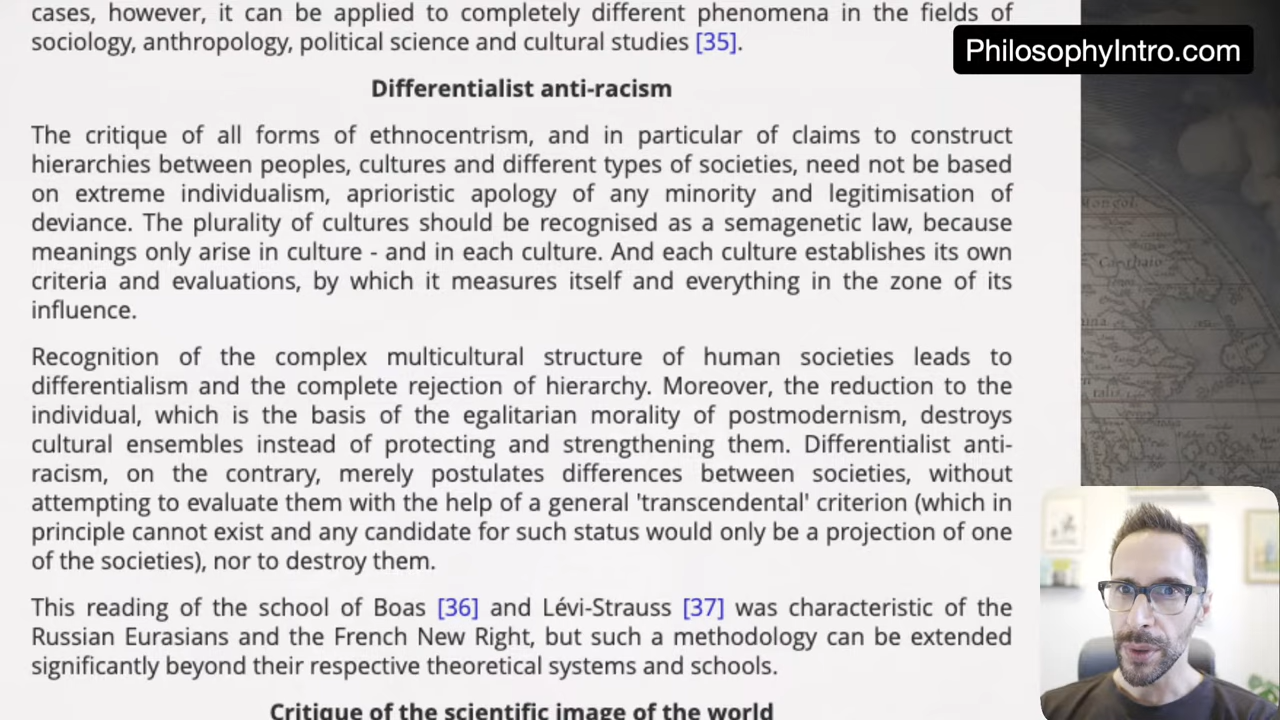 cases, however, it can be applied to completely different phenomena in the fields of
sociology, anthropology, political science and cultural studies [35].
PhilosophyIntro.com
Differentialist anti-racism
The critique of all forms of ethnocentrism, and in particular of claims to construct
hierarchies between peoples, cultures and different types of societies, need not be based
on extreme individualism, aprioristic apology of any minority and legitimisation of
deviance. The plurality of cultures should be recognised as a semagenetic law, because
meanings only arise in culture - and in each culture. And each culture establishes its own
criteria and evaluations, by which it measures itself and everything in the zone of its
influence.
Recognition of the complex multicultural structure of human societies leads to
differentialism and the complete rejection of hierarchy. Moreover, the reduction to the
individual, which is the basis of the egalitarian morality of postmodernism, destroys
cultural ensembles instead of protecting and strengthening them. Differentialist anti-
racism, on the contrary, merely postulates differences between societies, without
attempting to evaluate them with the help of a general 'transcendental' criterion (which in
principle cannot exist and any candidate for such status would only be a projection of one
of the societies), nor to destroy them.
This reading of the school of Boas [36] and Lévi-Strauss [37] was characteristic of the
Russian Eurasians and the French New Right, but such a methodology can be extended
significantly beyond their respective theoretical systems and schools.
Critique of the scientific image of the world